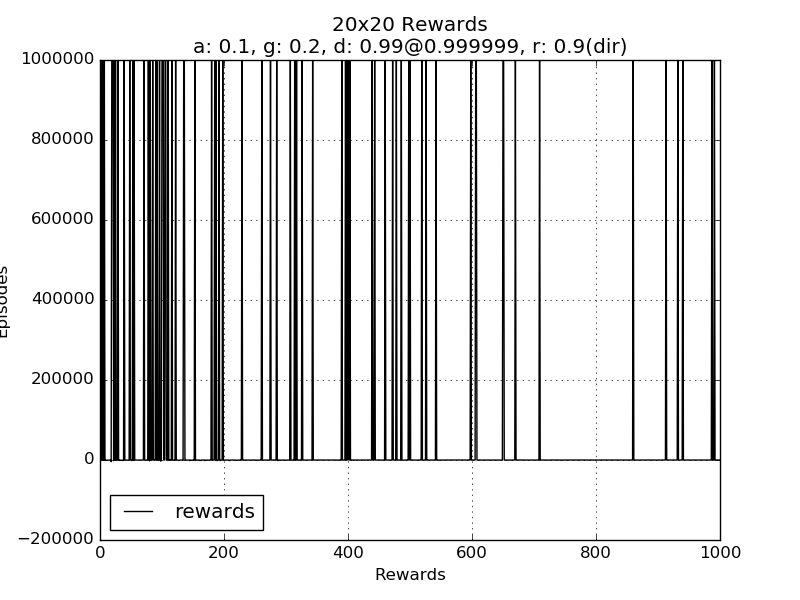 20x20 Rewards
a: 0.1, g: 0.2, d: 0.99@0.999999, r: 0.9(dir)
1000000
800000
600000
400000
200000
0
−200000
Episodes
rewards
0 200 400 600 800 1000
Rewards